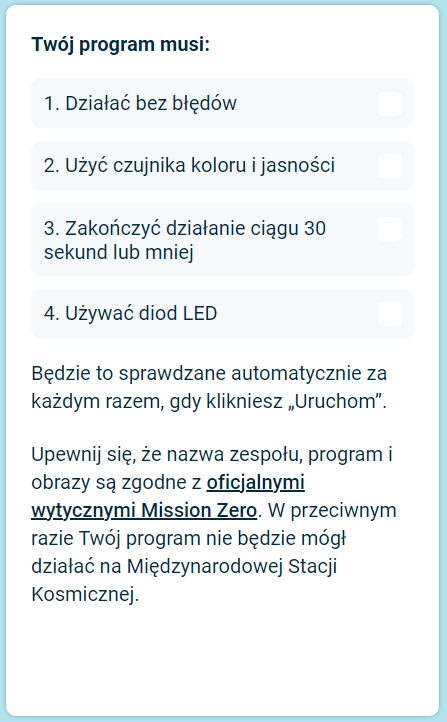 Twój program musi:
1. Działać bez błędów
2. Użyć czujnika koloru i jasności
3. Zakończyć działanie ciągu 30
sekund lub mniej
4. Używać diod LED
Będzie to sprawdzane automatycznie za
każdym razem, gdy klikniesz „Uruchom”.
Upewnij się, że nazwa zespołu, program i
obrazy są zgodne z oficjalnymi
wytycznymi Mission Zero. W przeciwnym
razie Twój program nie będzie mógł
działać na Międzynarodowej Stacji
Kosmicznej.